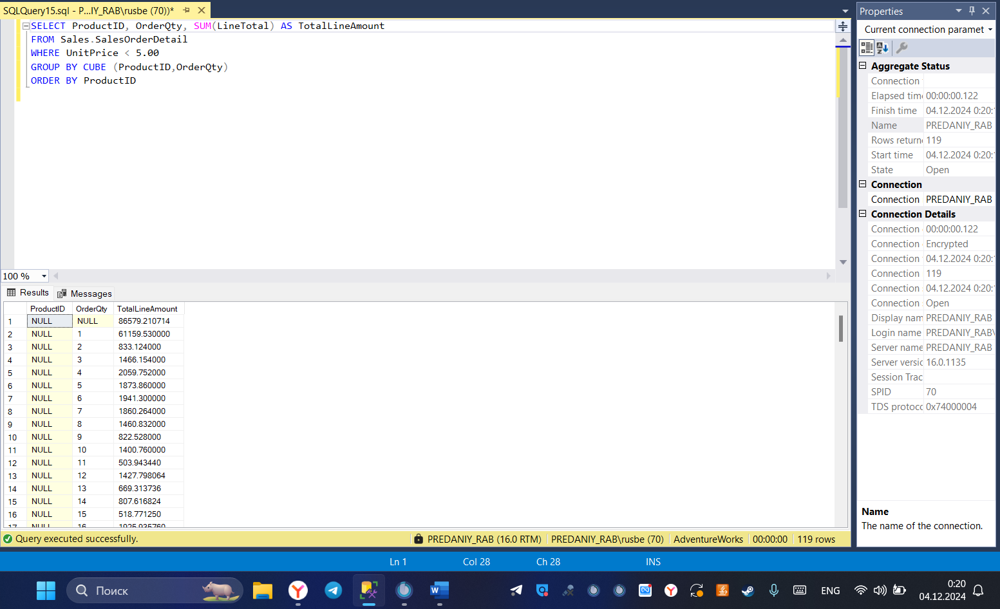 SQLQuery15.sql - P...IY_RAB\rusbe (70))*
SELECT ProductID, OrderQty, SUM(LineTotal) AS TotalLineAmount
FROM Sales.SalesOrderDetail
WHERE UnitPrice < 5.00
GROUP BY CUBE (ProductID,OrderQty)
ORDER BY ProductID
100 %
Results Messages
ProductID OrderQty TotalLineAmount
1 NULL NULL 86579.210714
2 NULL 1 61159.530000
3 NULL 2 833.124000
4 NULL 3 1466.154000
5 NULL 4 2059.752000
6 NULL 5 1873.860000
7 NULL 6 1941.300000
8 NULL 7 1860.264000
9 NULL 8 1460.832000
10 NULL 9 822.528000
11 NULL 10 1400.760000
12 NULL 11 503.943440
13 NULL 12 1427.798064
14 NULL 13 669.313736
15 NULL 14 807.616824
16 NULL 15 518.771250
17 NULL 16 1925.935760
Query executed successfully.
PREDANIY_RAB (16.0 RTM) PREDANIY_RAB\rusbe (70) AdventureWorks 00:00:00 119 rows
Properties
Current connection paramet
Aggregate Status
Connection
Elapsed tim 00:00:00.122
Finish time 04.12.2024 0:20:
Name PREDANIY_RAB
Rows return 119
Start time 04.12.2024 0:20:
State Open
Connection
Connection PREDANIY_RAB
Connection Details
Connection 00:00:00.122
Connection Encrypted
Connection 04.12.2024 0:20:
Connection 119
Connection 04.12.2024 0:20:
Connection Open
Display nam PREDANIY_RAB
Login name PREDANIY_RAB\
Server name PREDANIY_RAB
Server versic 16.0.1135
Session Trac
SPID 70
TDS protocc 0x74000004
Name
The name of the connection.
Ln 1 Col 28 Ch 28 INS
Поиск
ENG
0:20
04.12.2024